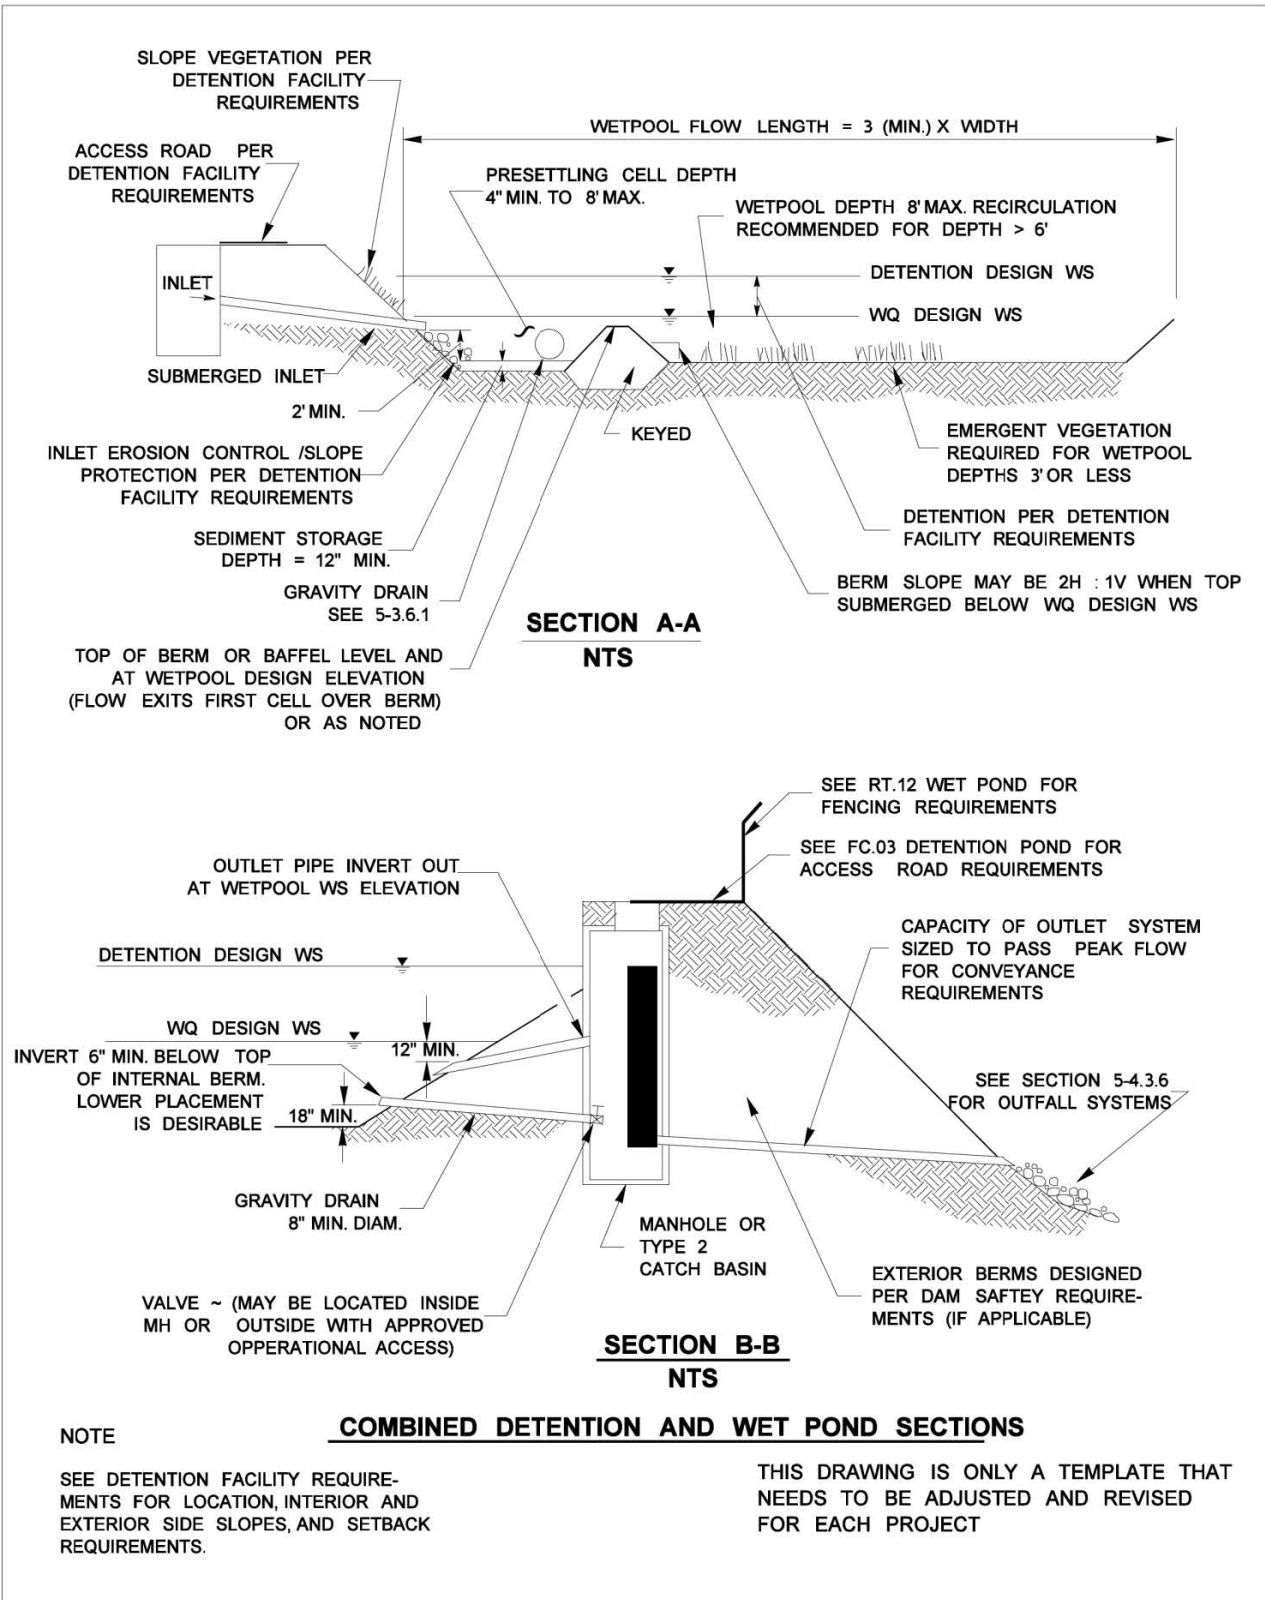 SLOPE VEGETATION PER
DETENTION FACILITY
REQUIREMENTS
ACCESS ROAD PER
DETENTION FACILITY
REQUIREMENTS
WETPOOL FLOW LENGTH = 3 (MIN.) X WIDTH
PRESETTLING CELL DEPTH
4" MIN. TO 8' MAX.
WETPOOL DEPTH 8' MAX. RECIRCULATION
RECOMMENDED FOR DEPTH > 6'
INLET
DETENTION DESIGN WS
WQ DESIGN WS
SUBMERGED INLET
2' MIN.
KEYED
INLET EROSION CONTROL /SLOPE
PROTECTION PER DETENTION
FACILITY REQUIREMENTS
EMERGENT VEGETATION
REQUIRED FOR WETPOOL
DEPTHS 3' OR LESS
SEDIMENT STORAGE
DEPTH = 12" MIN.
DETENTION PER DETENTION
FACILITY REQUIREMENTS
GRAVITY DRAIN
SEE 5-3.6.1
BERM SLOPE MAY BE 2H : 1V WHEN TOP
SUBMERGED BELOW WQ DESIGN WS
SECTION A-A
NTS
TOP OF BERM OR BAFFEL LEVEL AND
AT WETPOOL DESIGN ELEVATION
(FLOW EXITS FIRST CELL OVER BERM)
OR AS NOTED
SEE RT.12 WET POND FOR
FENCING REQUIREMENTS
SEE FC.03 DETENTION POND FOR
ACCESS ROAD REQUIREMENTS
OUTLET PIPE INVERT OUT
AT WETPOOL WS ELEVATION
CAPACITY OF OUTLET SYSTEM
SIZED TO PASS PEAK FLOW
FOR CONVEYANCE
REQUIREMENTS
DETENTION DESIGN WS
WQ DESIGN WS
12" MIN.
INVERT 6" MIN. BELOW TOP
OF INTERNAL BERM.
LOWER PLACEMENT
IS DESIRABLE
18" MIN.
SEE SECTION 5-4.3.6
FOR OUTFALL SYSTEMS
GRAVITY DRAIN
8" MIN. DIAM.
MANHOLE OR
TYPE 2
CATCH BASIN
EXTERIOR BERMS DESIGNED
PER DAM SAFTEY REQUIRE-
MENTS (IF APPLICABLE)
VALVE ~ (MAY BE LOCATED INSIDE
MH OR OUTSIDE WITH APPROVED
OPPERATIONAL ACCESS)
SECTION B-B
NTS
COMBINED DETENTION AND WET POND SECTIONS
NOTE
SEE DETENTION FACILITY REQUIRE-
MENTS FOR LOCATION, INTERIOR AND
EXTERIOR SIDE SLOPES, AND SETBACK
REQUIREMENTS.
THIS DRAWING IS ONLY A TEMPLATE THAT
NEEDS TO BE ADJUSTED AND REVISED
FOR EACH PROJECT